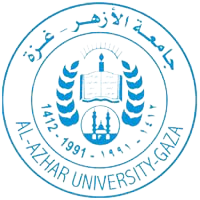 جامعة الأزهر - غزة
1412 - 1991 - ١٩٩١ - ١٤١٢
AL-AZHAR UNIVERSITY-GAZA